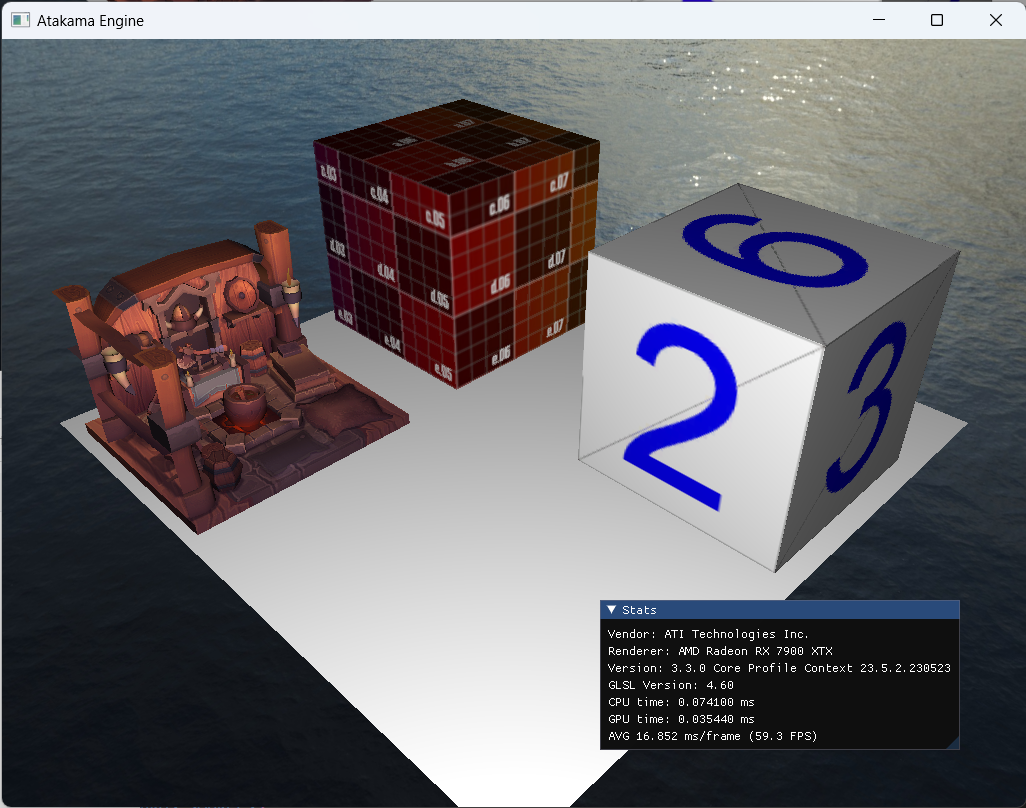 Atakama Engine
c.03
c.04
c.05
c.06
c.07
d.03
d.04
d.05
d.06
d.07
e.03
e.04
e.05
e.06
e.07
6
2
3
Stats
Vendor: ATI Technologies Inc.
Renderer: AMD Radeon RX 7900 XTX
Version: 3.3.0 Core Profile Context 23.5.2.230523
GLSL Version: 4.60
CPU time: 0.074100 ms
GPU time: 0.035440 ms
AVG 16.852 ms/frame (59.3 FPS)